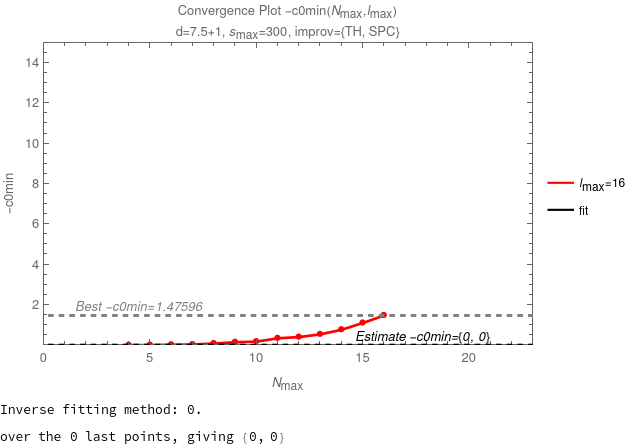 Convergence Plot −c0min(Nmax,lmax)
d=7.5+1, smax=300, improv={TH, SPC}
14
12
10
8
6
4
2
−c0min
Best −c0min=1.47596
Estimate −c0min={0, 0}
0
5
10
15
20
Nmax
lmax=16
fit
Inverse fitting method: 0.
over the 0 last points, giving {0, 0}